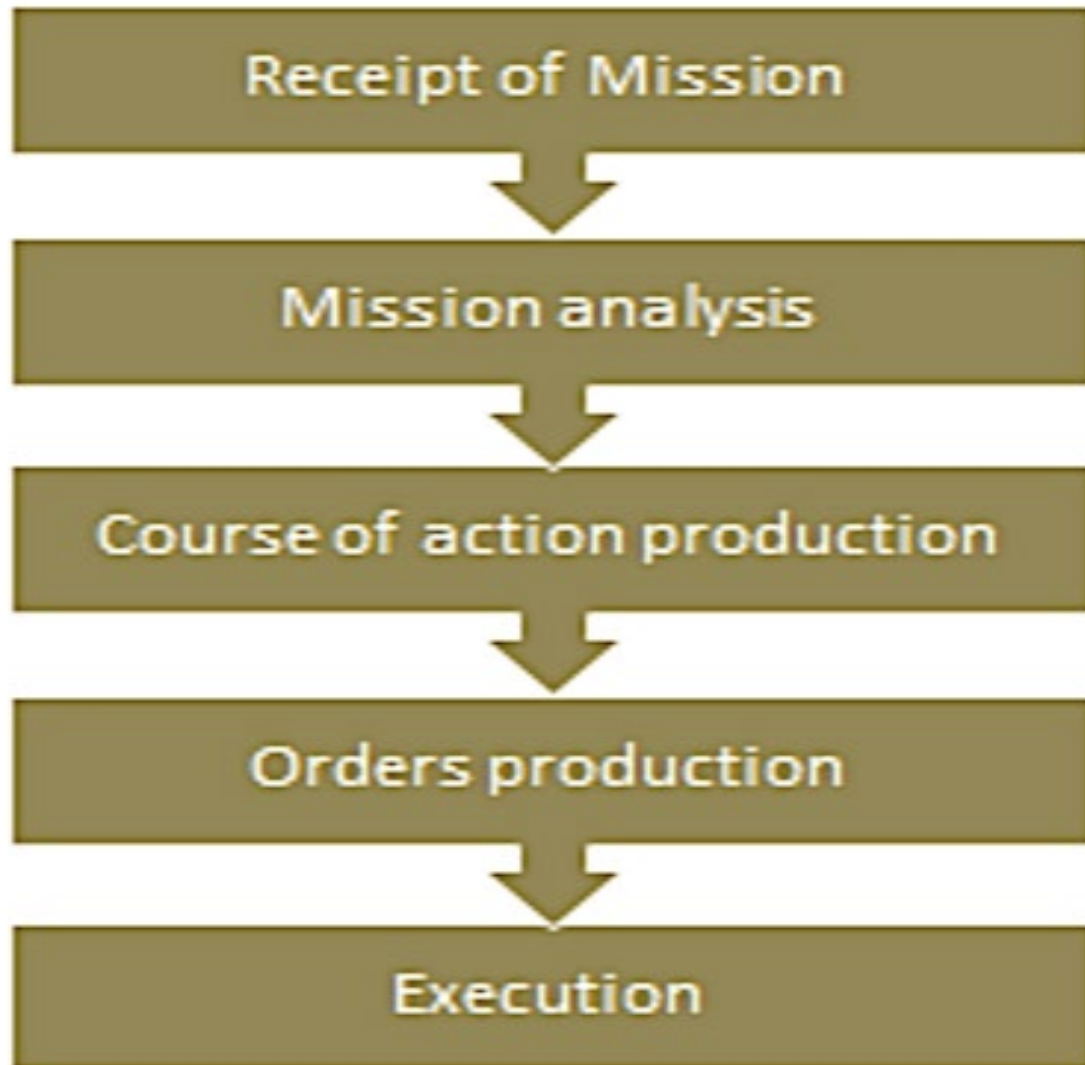 Receipt of Mission
Mission analysis
Course of action production
Orders production
Execution